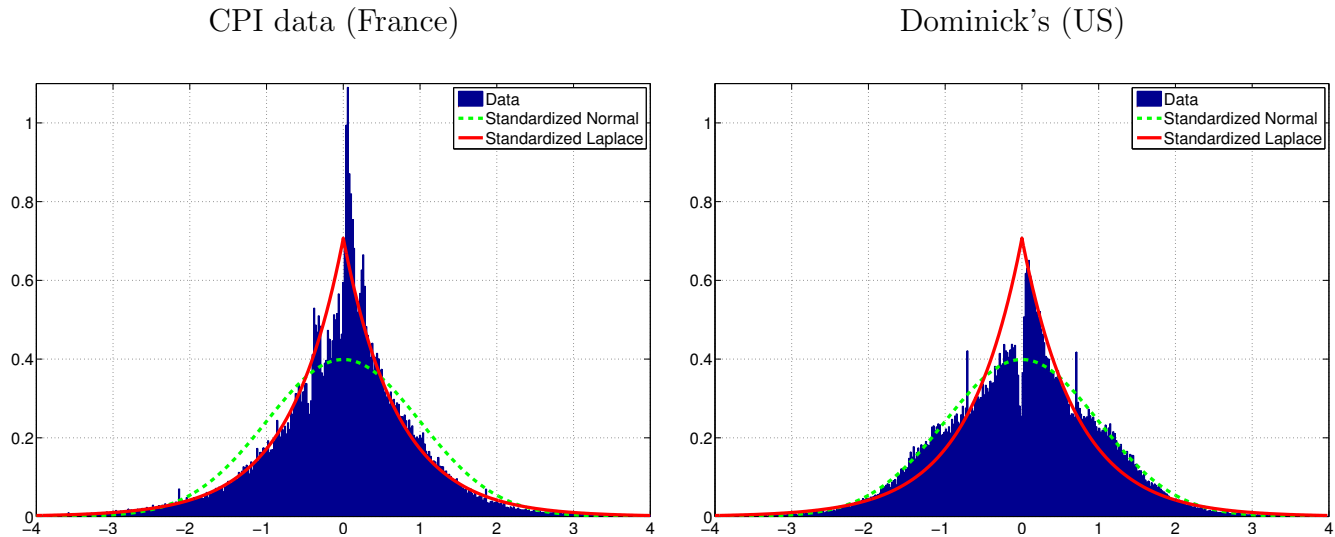 CPI data (France)
Data
Standardized Normal
Standardized Laplace
1
0.8
0.6
0.4
0.2
0
−4 −3 −2 −1 0 1 2 3 4
Dominick's (US)
Data
Standardized Normal
Standardized Laplace
1
0.8
0.6
0.4
0.2
0
−4 −3 −2 −1 0 1 2 3 4